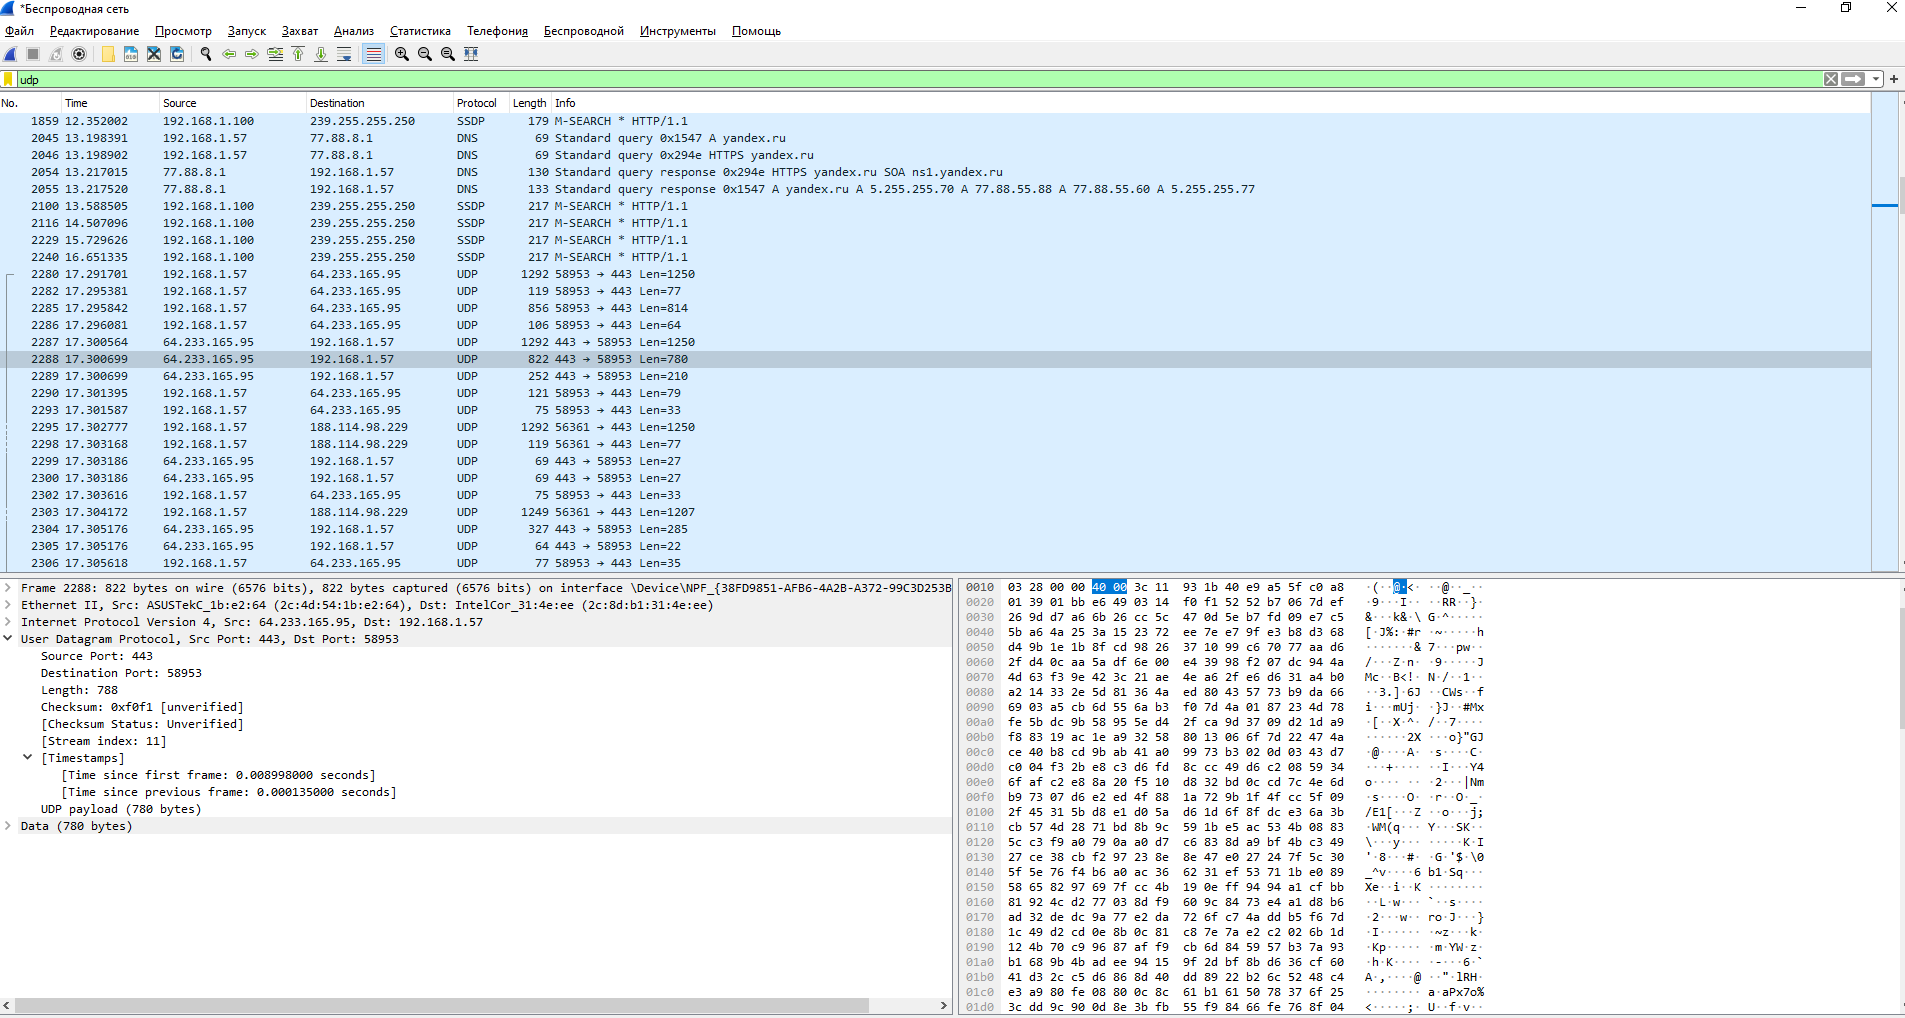 *Беспроводная сеть
Файл Редактирование Просмотр Запуск Захват Анализ Статистика Телефония Беспроводной Инструменты Помощь
udp
No. Time Source Destination Protocol Length Info
1859 12.352002 192.168.1.100 239.255.255.250 SSDP 179 M-SEARCH * HTTP/1.1
2045 13.198391 192.168.1.57 77.88.8.1 DNS 69 Standard query 0x1547 A yandex.ru
2046 13.198902 192.168.1.57 77.88.8.1 DNS 69 Standard query 0x294e HTTPS yandex.ru
2054 13.217015 77.88.8.1 192.168.1.57 DNS 130 Standard query response 0x294e HTTPS yandex.ru SOA ns1.yandex.ru
2055 13.217520 77.88.8.1 192.168.1.57 DNS 133 Standard query response 0x1547 A yandex.ru A 5.255.255.70 A 77.88.55.88 A 77.88.55.60 A 5.255.255.77
2100 13.588505 192.168.1.100 239.255.255.250 SSDP 217 M-SEARCH * HTTP/1.1
2116 14.507096 192.168.1.100 239.255.255.250 SSDP 217 M-SEARCH * HTTP/1.1
2229 15.729626 192.168.1.100 239.255.255.250 SSDP 217 M-SEARCH * HTTP/1.1
2240 16.651335 192.168.1.100 239.255.255.250 SSDP 217 M-SEARCH * HTTP/1.1
2280 17.291701 192.168.1.57 64.233.165.95 UDP 1292 58953 → 443 Len=1250
2282 17.295381 192.168.1.57 64.233.165.95 UDP 119 58953 → 443 Len=77
2285 17.295842 192.168.1.57 64.233.165.95 UDP 856 58953 → 443 Len=814
2286 17.296081 192.168.1.57 64.233.165.95 UDP 106 58953 → 443 Len=64
2287 17.300564 64.233.165.95 192.168.1.57 UDP 1292 443 → 58953 Len=1250
2288 17.300699 64.233.165.95 192.168.1.57 UDP 822 443 → 58953 Len=780
2289 17.300699 64.233.165.95 192.168.1.57 UDP 252 443 → 58953 Len=210
2290 17.301395 192.168.1.57 64.233.165.95 UDP 121 58953 → 443 Len=79
2293 17.301587 192.168.1.57 64.233.165.95 UDP 75 58953 → 443 Len=33
2295 17.302777 192.168.1.57 188.114.98.229 UDP 1292 56361 → 443 Len=1250
2298 17.303168 192.168.1.57 188.114.98.229 UDP 119 56361 → 443 Len=77
2299 17.303186 64.233.165.95 192.168.1.57 UDP 69 443 → 58953 Len=27
2300 17.303186 64.233.165.95 192.168.1.57 UDP 69 443 → 58953 Len=27
2302 17.303616 192.168.1.57 64.233.165.95 UDP 75 58953 → 443 Len=33
2303 17.304172 192.168.1.57 188.114.98.229 UDP 1249 56361 → 443 Len=1207
2304 17.305176 64.233.165.95 192.168.1.57 UDP 327 443 → 58953 Len=285
2305 17.305176 64.233.165.95 192.168.1.57 UDP 64 443 → 58953 Len=22
2306 17.305618 192.168.1.57 64.233.165.95 UDP 77 58953 → 443 Len=35
Frame 2288: 822 bytes on wire (6576 bits), 822 bytes captured (6576 bits) on interface \Device\NPF_{38FD9851-AFB6-4A2B-A372-99C3D253B
Ethernet II, Src: ASUSTekC_1b:e2:64 (2c:4d:54:1b:e2:64), Dst: IntelCor_31:4e:ee (2c:8d:b1:31:4e:ee)
Internet Protocol Version 4, Src: 64.233.165.95, Dst: 192.168.1.57
User Datagram Protocol, Src Port: 443, Dst Port: 58953
Source Port: 443
Destination Port: 58953
Length: 788
Checksum: 0xf0f1 [unverified]
[Checksum Status: Unverified]
[Stream index: 11]
[Timestamps]
[Time since first frame: 0.008998000 seconds]
[Time since previous frame: 0.000135000 seconds]
UDP payload (780 bytes)
Data (780 bytes)
0010 03 28 00 00 40 00 3c 11 93 1b 40 e9 a5 5f c0 a8
0020 01 39 01 bb e6 49 03 14 f0 f1 52 52 b7 06 7d ef
0030 26 9d d7 a6 6b 26 cc 5c 47 0d 5e b7 fd 09 e7 c5
0040 5b a6 4a 25 3a 15 23 72 ee 7e e7 9f e3 b8 d3 68
0050 d4 9b 1e 1b 8f cd 98 26 37 10 99 c6 70 77 aa d6
0060 2f d4 0c aa 5a df 6e 00 e4 39 98 f2 07 dc 94 4a
0070 4d 63 f3 9e 42 3c 21 ae 4e a6 2f e6 d6 31 a4 b0
0080 a2 14 33 2e 5d 81 36 4a ed 80 43 57 73 b9 da 66
0090 69 03 a5 cb 6d 55 6a b3 f0 7d 4a 01 87 23 4d 78
00a0 fe 5b dc 9b 58 95 5e d4 2f ca 9d 37 09 d2 1d a9
00b0 f8 83 19 ac 1e a9 32 58 80 13 06 6f 7d 22 47 4a
00c0 ce 40 b8 cd 9b ab 41 a0 99 73 b3 02 0d 03 43 d7
00d0 c0 04 f3 2b e8 c3 d6 fd 8c cc 49 d6 c2 08 59 34
00e0 6f af c2 e8 8a 20 f5 10 d8 32 bd 0c cd 7c 4e 6d
00f0 b9 73 07 d6 e2 ed 4f 88 1a 72 9b 1f 4f cc 5f 09
0100 2f 45 31 5b d8 e1 d0 5a d6 1d 6f 8f dc e3 6a 3b
0110 cb 57 4d 28 71 bd 8b 9c 59 1b e5 ac 53 4b 08 83
0120 5c c3 f9 a0 79 0a a0 d7 c6 83 8d a9 bf 4b c3 49
0130 27 ce 38 cb f2 97 23 8e 8e 47 e0 27 24 7f 5c 30
0140 5f 5e 76 f4 b6 a0 ac 36 62 31 ef 53 71 1b e0 89
0150 58 65 82 97 69 7f cc 4b 19 0e ff 94 94 a1 cf bb
0160 81 92 4c d2 77 03 8d f9 60 9c 84 73 e4 a1 d8 b6
0170 ad 32 de dc 9a 77 e2 da 72 6f c7 4a dd b5 f6 7d
0180 1c 49 d2 cd 0e 8b 0c 81 c8 7e 7a e2 c2 02 6b 1d
0190 12 4b 70 c9 96 87 af f9 cb 6d 84 59 57 b3 7a 93
01a0 b1 68 9b 4b ad ee 94 15 9f 2d bf 8b d6 36 cf 60
01b0 41 d3 2c c5 d6 86 8d 40 dd 89 22 b2 6c 52 48 c4
01c0 e3 a9 80 fe 08 80 0c 8c 61 b1 61 50 78 37 6f 25
01d0 3c dd 9c 90 0d 8e 3b fb 55 f9 84 66 fe 76 8f 04